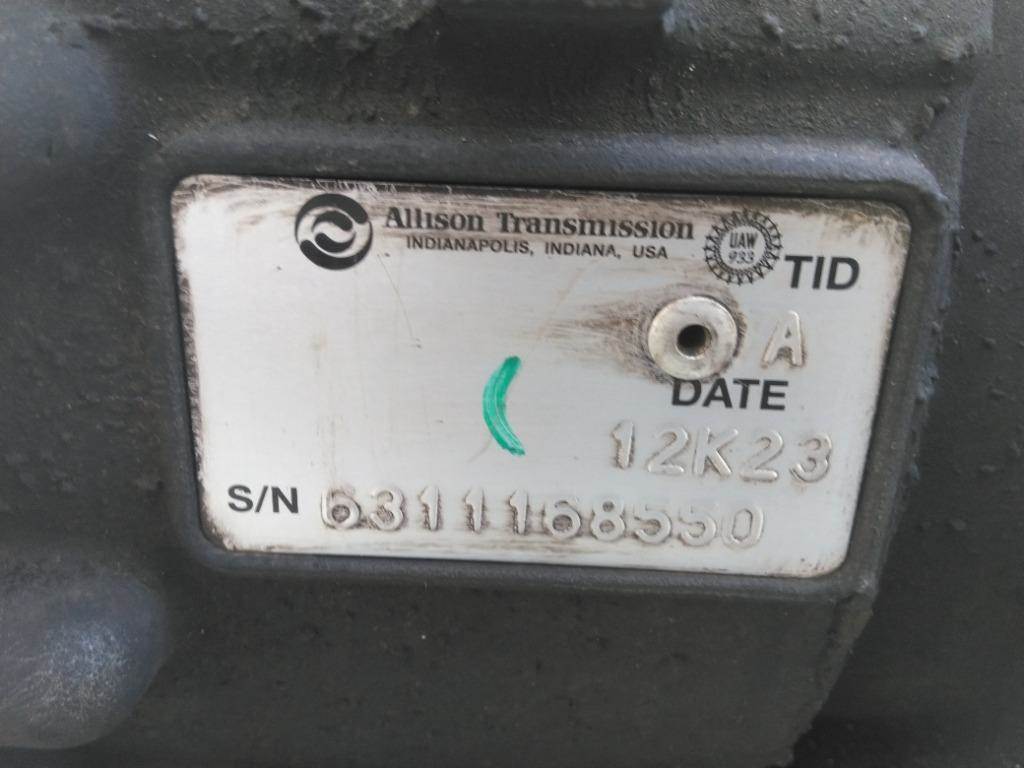 Allison Transmission
INDIANAPOLIS, INDIANA, USA
UAW
933
TID
A
DATE
12K23
S/N 6311168550